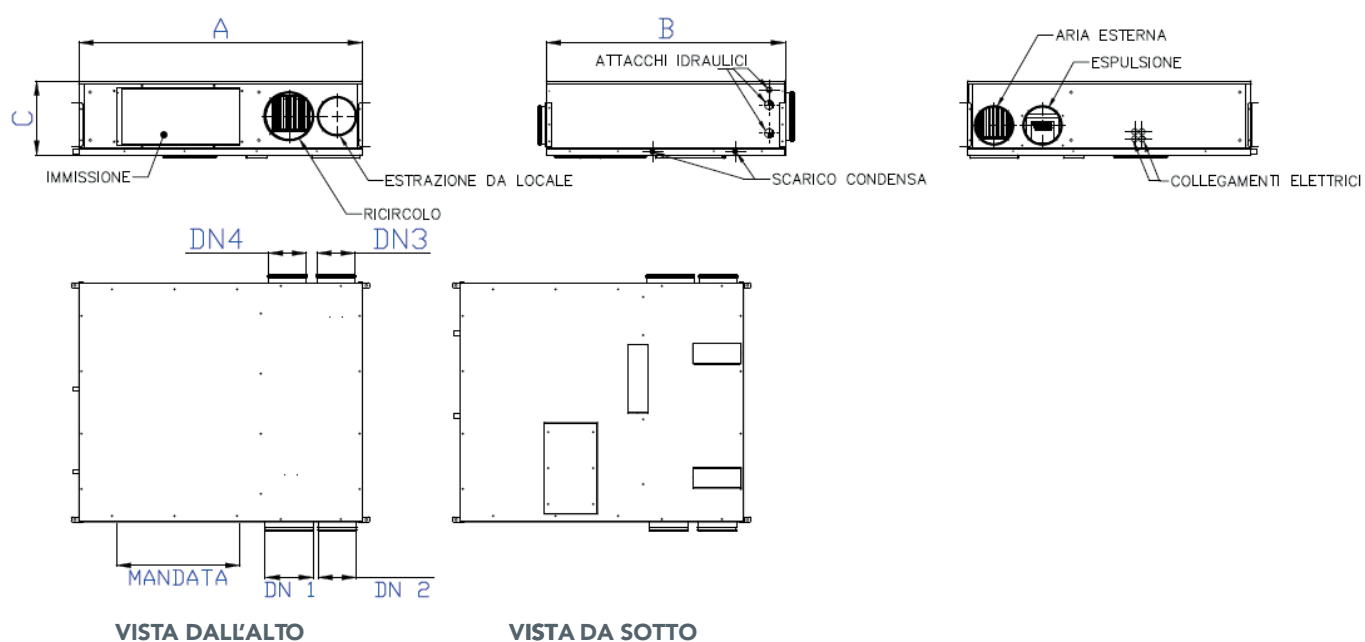 A
B
C
ATTACCHI IDRAULICI
ARIA ESTERNA
ESPULSIONE
IMMISSIONE
ESTRAZIONE DA LOCALE
RICIRCOLO
SCARICO CONDENSA
COLLEGAMENTI ELETTRICI
DN4
DN3
MANDATA
DN 1
DN 2
VISTA DALL'ALTO
VISTA DA SOTTO